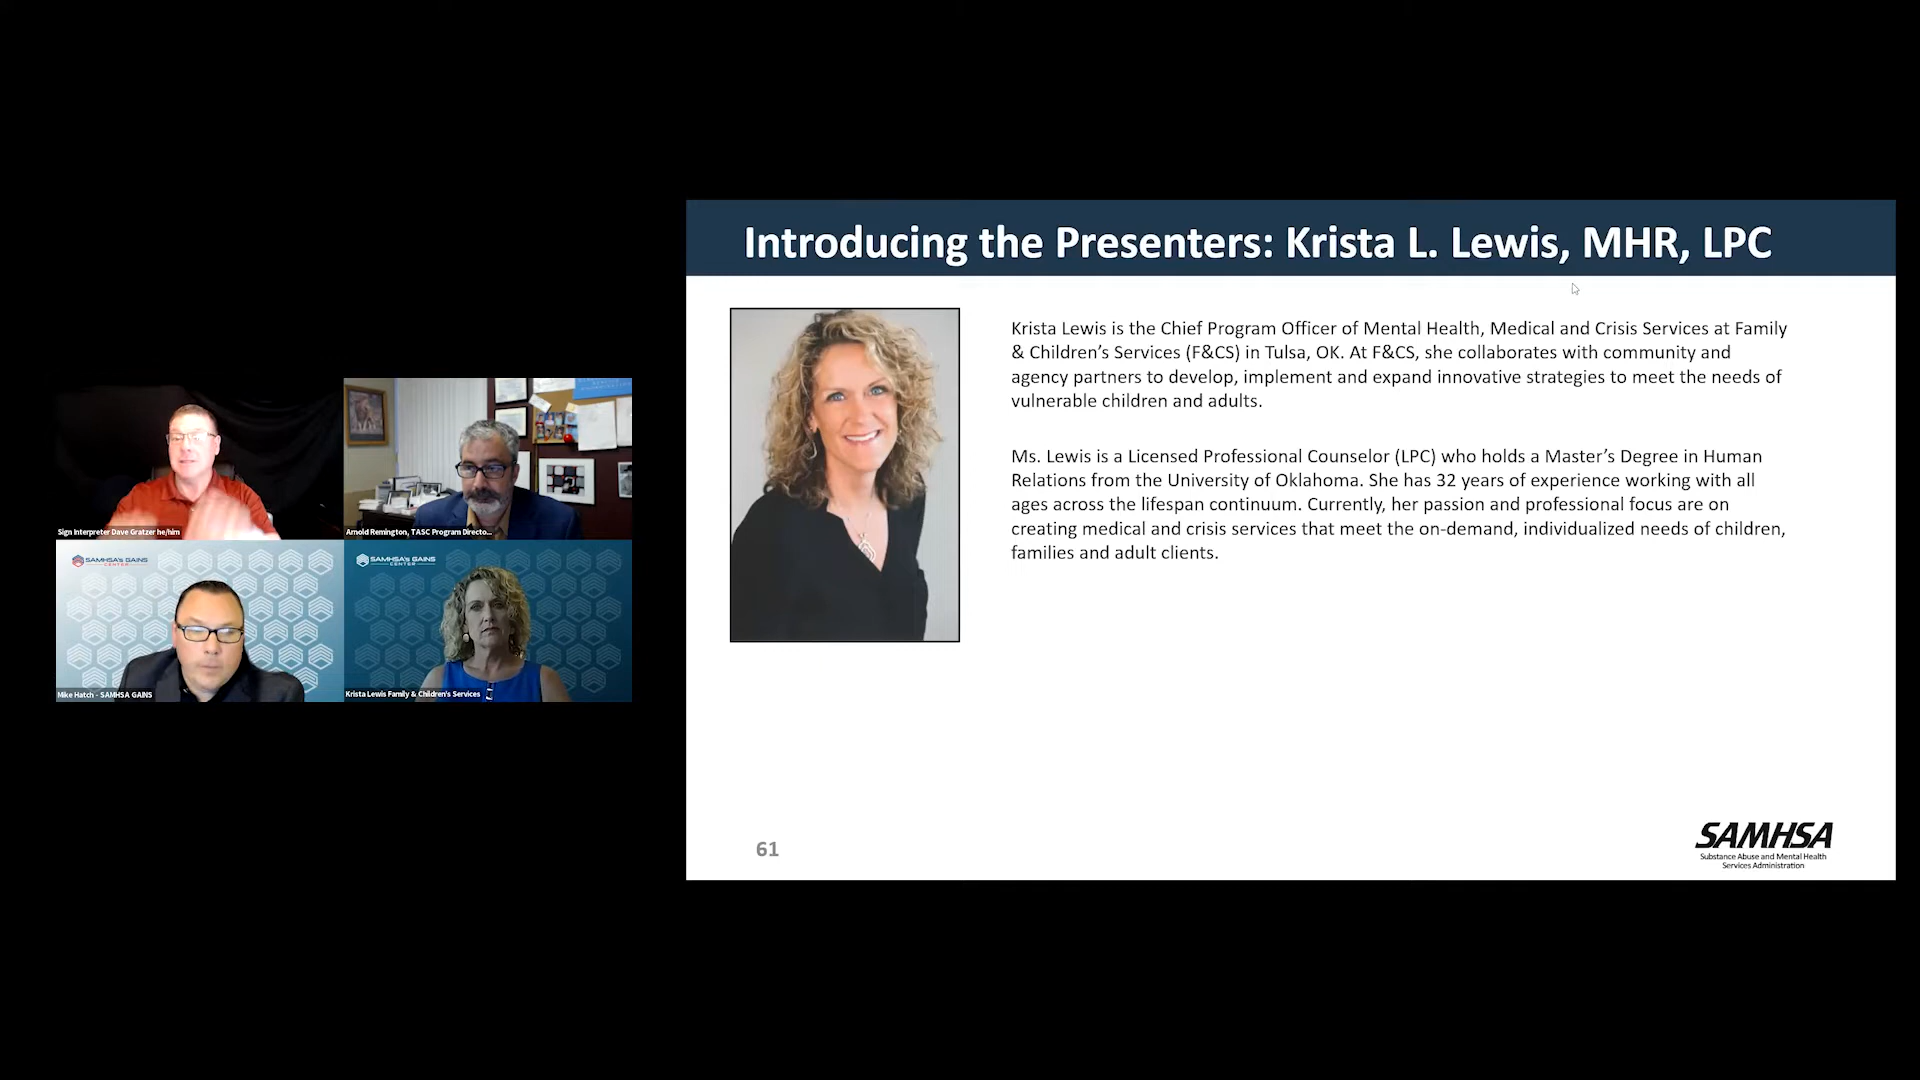 Introducing the Presenters: Krista L. Lewis, MHR, LPC
Krista Lewis is the Chief Program Officer of Mental Health, Medical and Crisis Services at Family
& Children's Services (F&CS) in Tulsa, OK. At F&CS, she collaborates with community and
agency partners to develop, implement and expand innovative strategies to meet the needs of
vulnerable children and adults.
Ms. Lewis is a Licensed Professional Counselor (LPC) who holds a Master's Degree in Human
Relations from the University of Oklahoma. She has 32 years of experience working with all
ages across the lifespan continuum. Currently, her passion and professional focus are on
creating medical and crisis services that meet the on-demand, individualized needs of children,
families and adult clients.
61
SAMHSA
Substance Abuse and Mental Health
Services Administration
Sign Interpreter Dave Gratzer he/him
Arnold Remington, TASC Program Directo...
SAMHSA's GAINS
CENTER
Mike Hatch - SAMHSA GAINS
SAMHSA's GAINS
CENTER
Krista Lewis Family & Children's Services